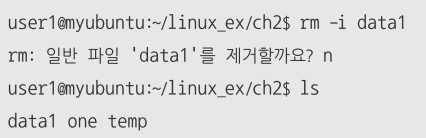 user1@myubuntu:~/linux_ex/ch2$ rm –i data1
rm: 일반 파일 'data1'를 제거할까요? n
user1@myubuntu:~/linux_ex/ch2$ ls
data1 one temp